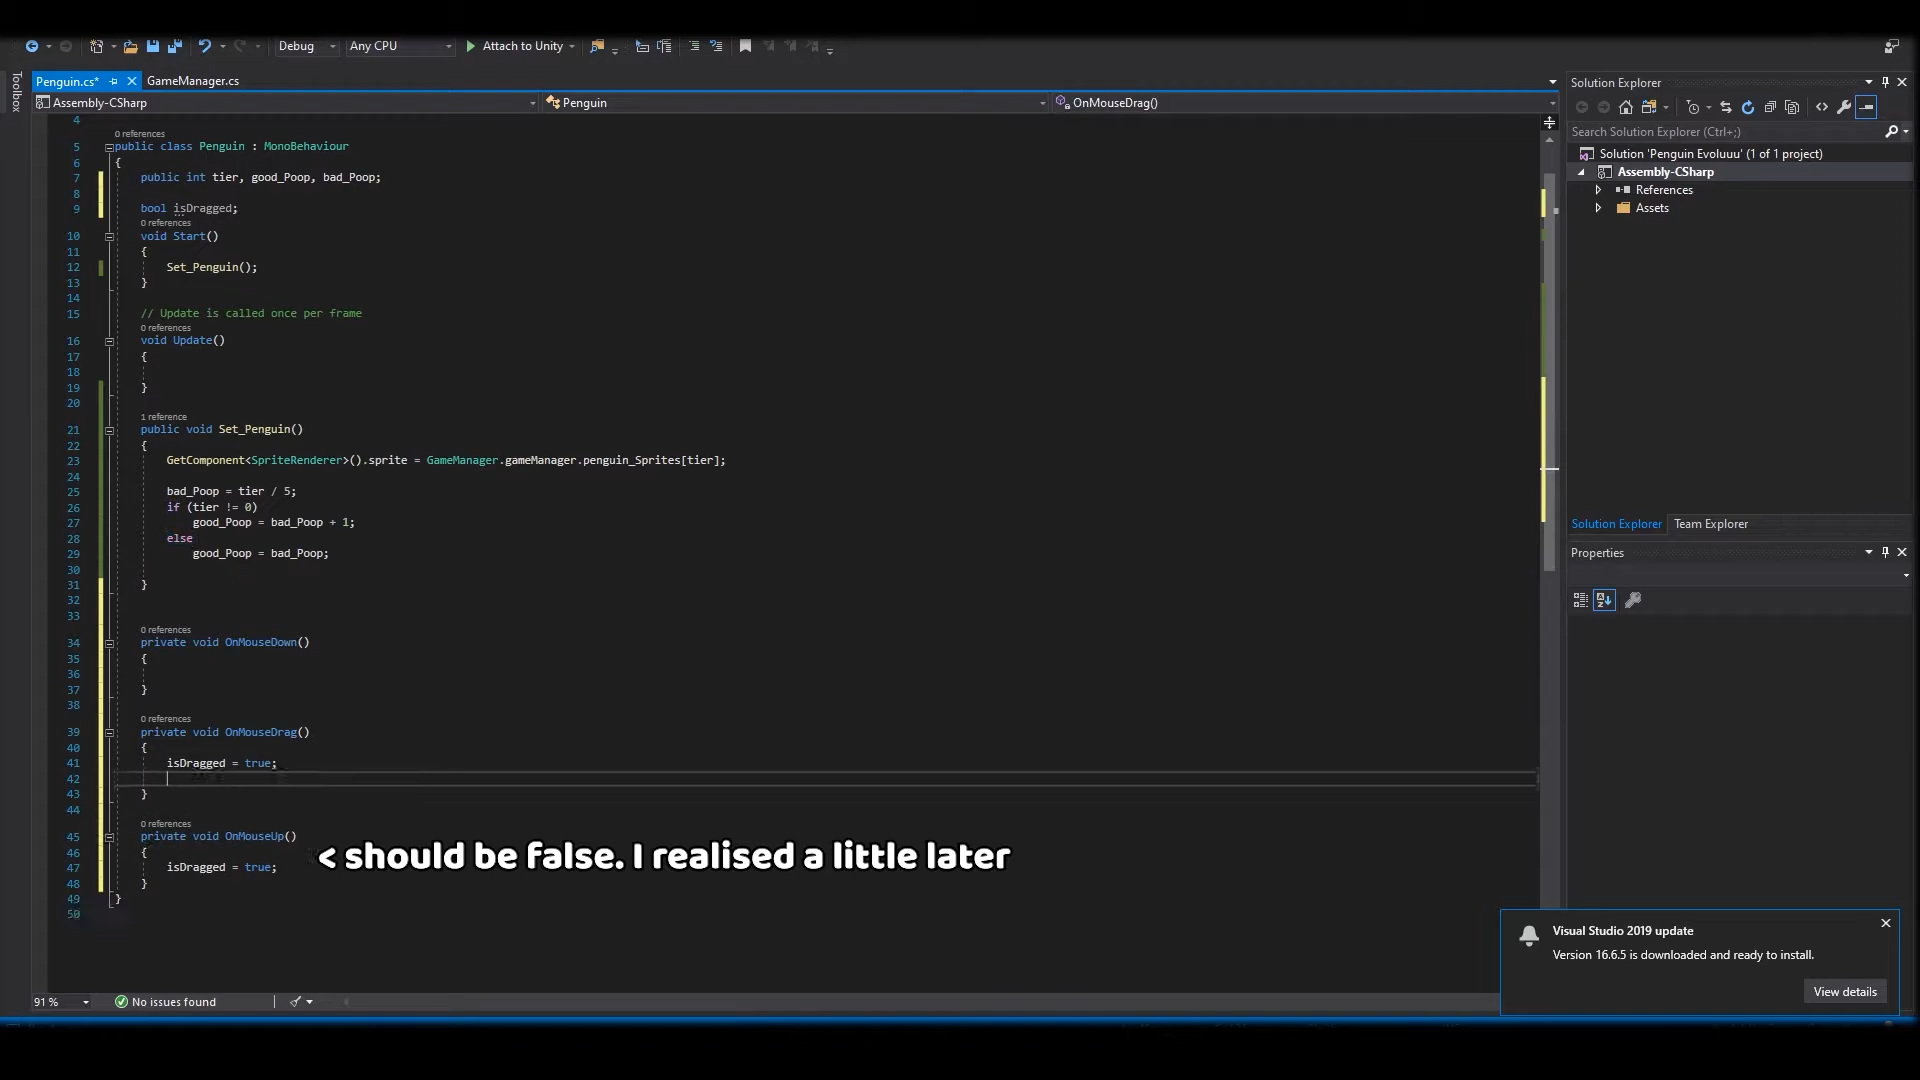 Debug
Any CPU
Attach to Unity
Toolbox
Penguin.cs*
GameManager.cs
Assembly-CSharp
Penguin
OnMouseDrag()
4
0 references
5 public class Penguin : MonoBehaviour
6 {
7 public int tier, good_Poop, bad_Poop;
8
9 bool isDragged;
0 references
10 void Start()
11 {
12 Set_Penguin();
13 }
14
15 // Update is called once per frame
0 references
16 void Update()
17 {
18
19 }
20
1 reference
21 public void Set_Penguin()
22 {
23 GetComponent<SpriteRenderer>().sprite = GameManager.gameManager.penguin_Sprites[tier];
24
25 bad_Poop = tier / 5;
26 if (tier != 0)
27 good_Poop = bad_Poop + 1;
28 else
29 good_Poop = bad_Poop;
30
31 }
32
33
0 references
34 private void OnMouseDown()
35 {
36
37 }
38
0 references
39 private void OnMouseDrag()
40 {
41 isDragged = true;
42
43 }
44
0 references
45 private void OnMouseUp()
46 {
47 isDragged = true;
48 }
49 }
50
< should be false. I realised a little later
91 %
No issues found
Solution Explorer
Search Solution Explorer (Ctrl+;)
Solution 'Penguin Evoluuu' (1 of 1 project)
Assembly-CSharp
References
Assets
Solution Explorer
Team Explorer
Properties
Visual Studio 2019 update
Version 16.6.5 is downloaded and ready to install.
View details